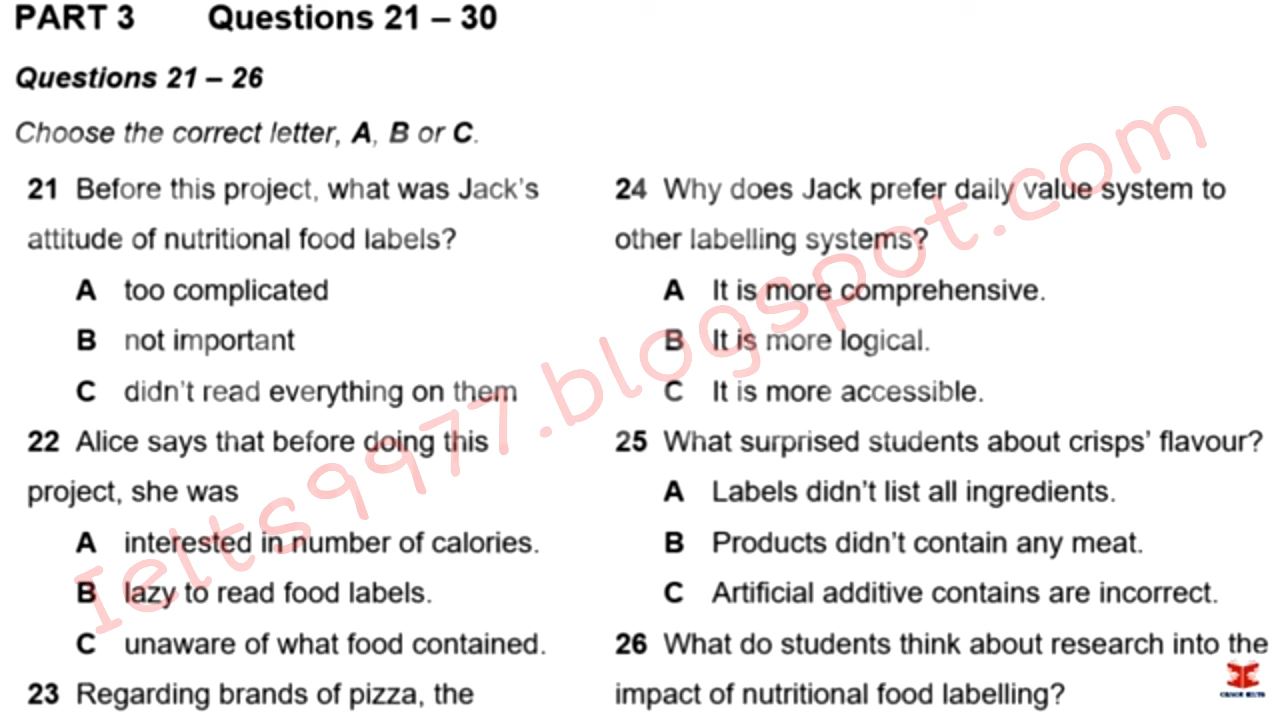 PART 3 Questions 21 – 30
Questions 21 – 26
Choose the correct letter, A, B or C.
21 Before this project, what was Jack's
attitude of nutritional food labels?
A too complicated
B not important
C didn't read everything on them
22 Alice says that before doing this
project, she was
A interested in number of calories.
B lazy to read food labels.
C unaware of what food contained.
23 Regarding brands of pizza, the
24 Why does Jack prefer daily value system to
other labelling systems?
A It is more comprehensive.
B It is more logical.
C It is more accessible.
25 What surprised students about crisps' flavour?
A Labels didn't list all ingredients.
B Products didn't contain any meat.
C Artificial additive contains are incorrect.
26 What do students think about research into the
impact of nutritional food labelling?
Ielts9977.blogspot.com